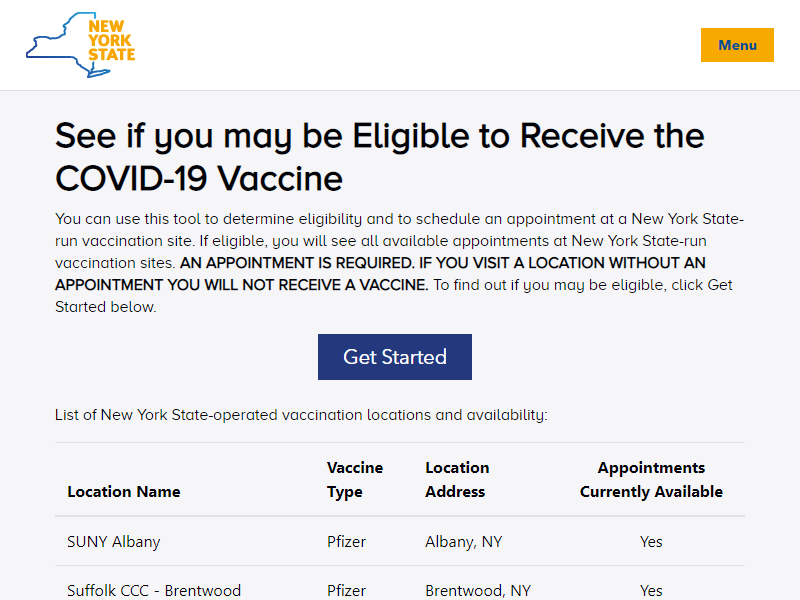 NEW
YORK
STATE
Menu
See if you may be Eligible to Receive the
COVID-19 Vaccine
You can use this tool to determine eligibility and to schedule an appointment at a New York State-
run vaccination site. If eligible, you will see all available appointments at New York State-run
vaccination sites. AN APPOINTMENT IS REQUIRED. IF YOU VISIT A LOCATION WITHOUT AN
APPOINTMENT YOU WILL NOT RECEIVE A VACCINE. To find out if you may be eligible, click Get
Started below.
Get Started
List of New York State-operated vaccination locations and availability:
Location Name Vaccine Type Location Address Appointments Currently Available
SUNY Albany Pfizer Albany, NY Yes
Suffolk CCC - Brentwood Pfizer Brentwood, NY Yes